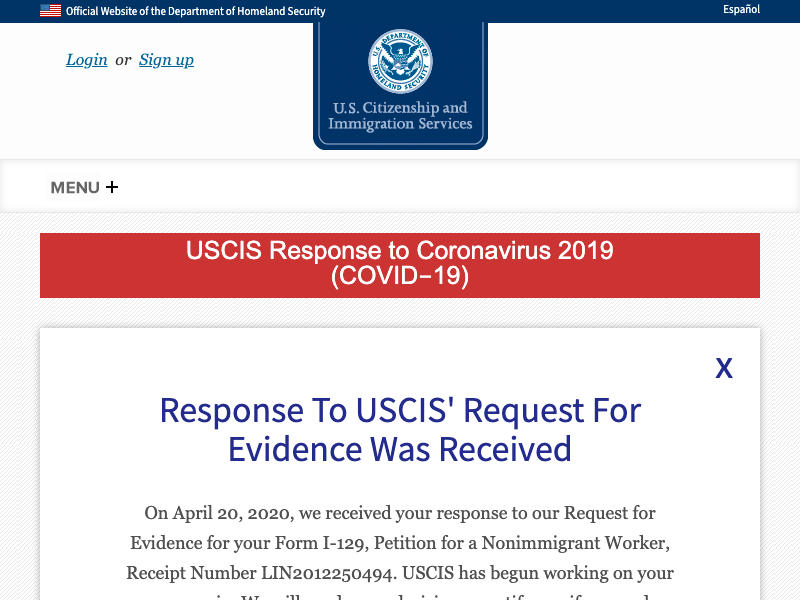 Official Website of the Department of Homeland Security
Español
Login or Sign up
U.S. DEPARTMENT OF HOMELAND SECURITY
U.S. Citizenship and
Immigration Services
MENU +
USCIS Response to Coronavirus 2019
(COVID-19)
X
Response To USCIS' Request For
Evidence Was Received
On April 20, 2020, we received your response to our Request for
Evidence for your Form I-129, Petition for a Nonimmigrant Worker,
Receipt Number LIN2012250494. USCIS has begun working on your